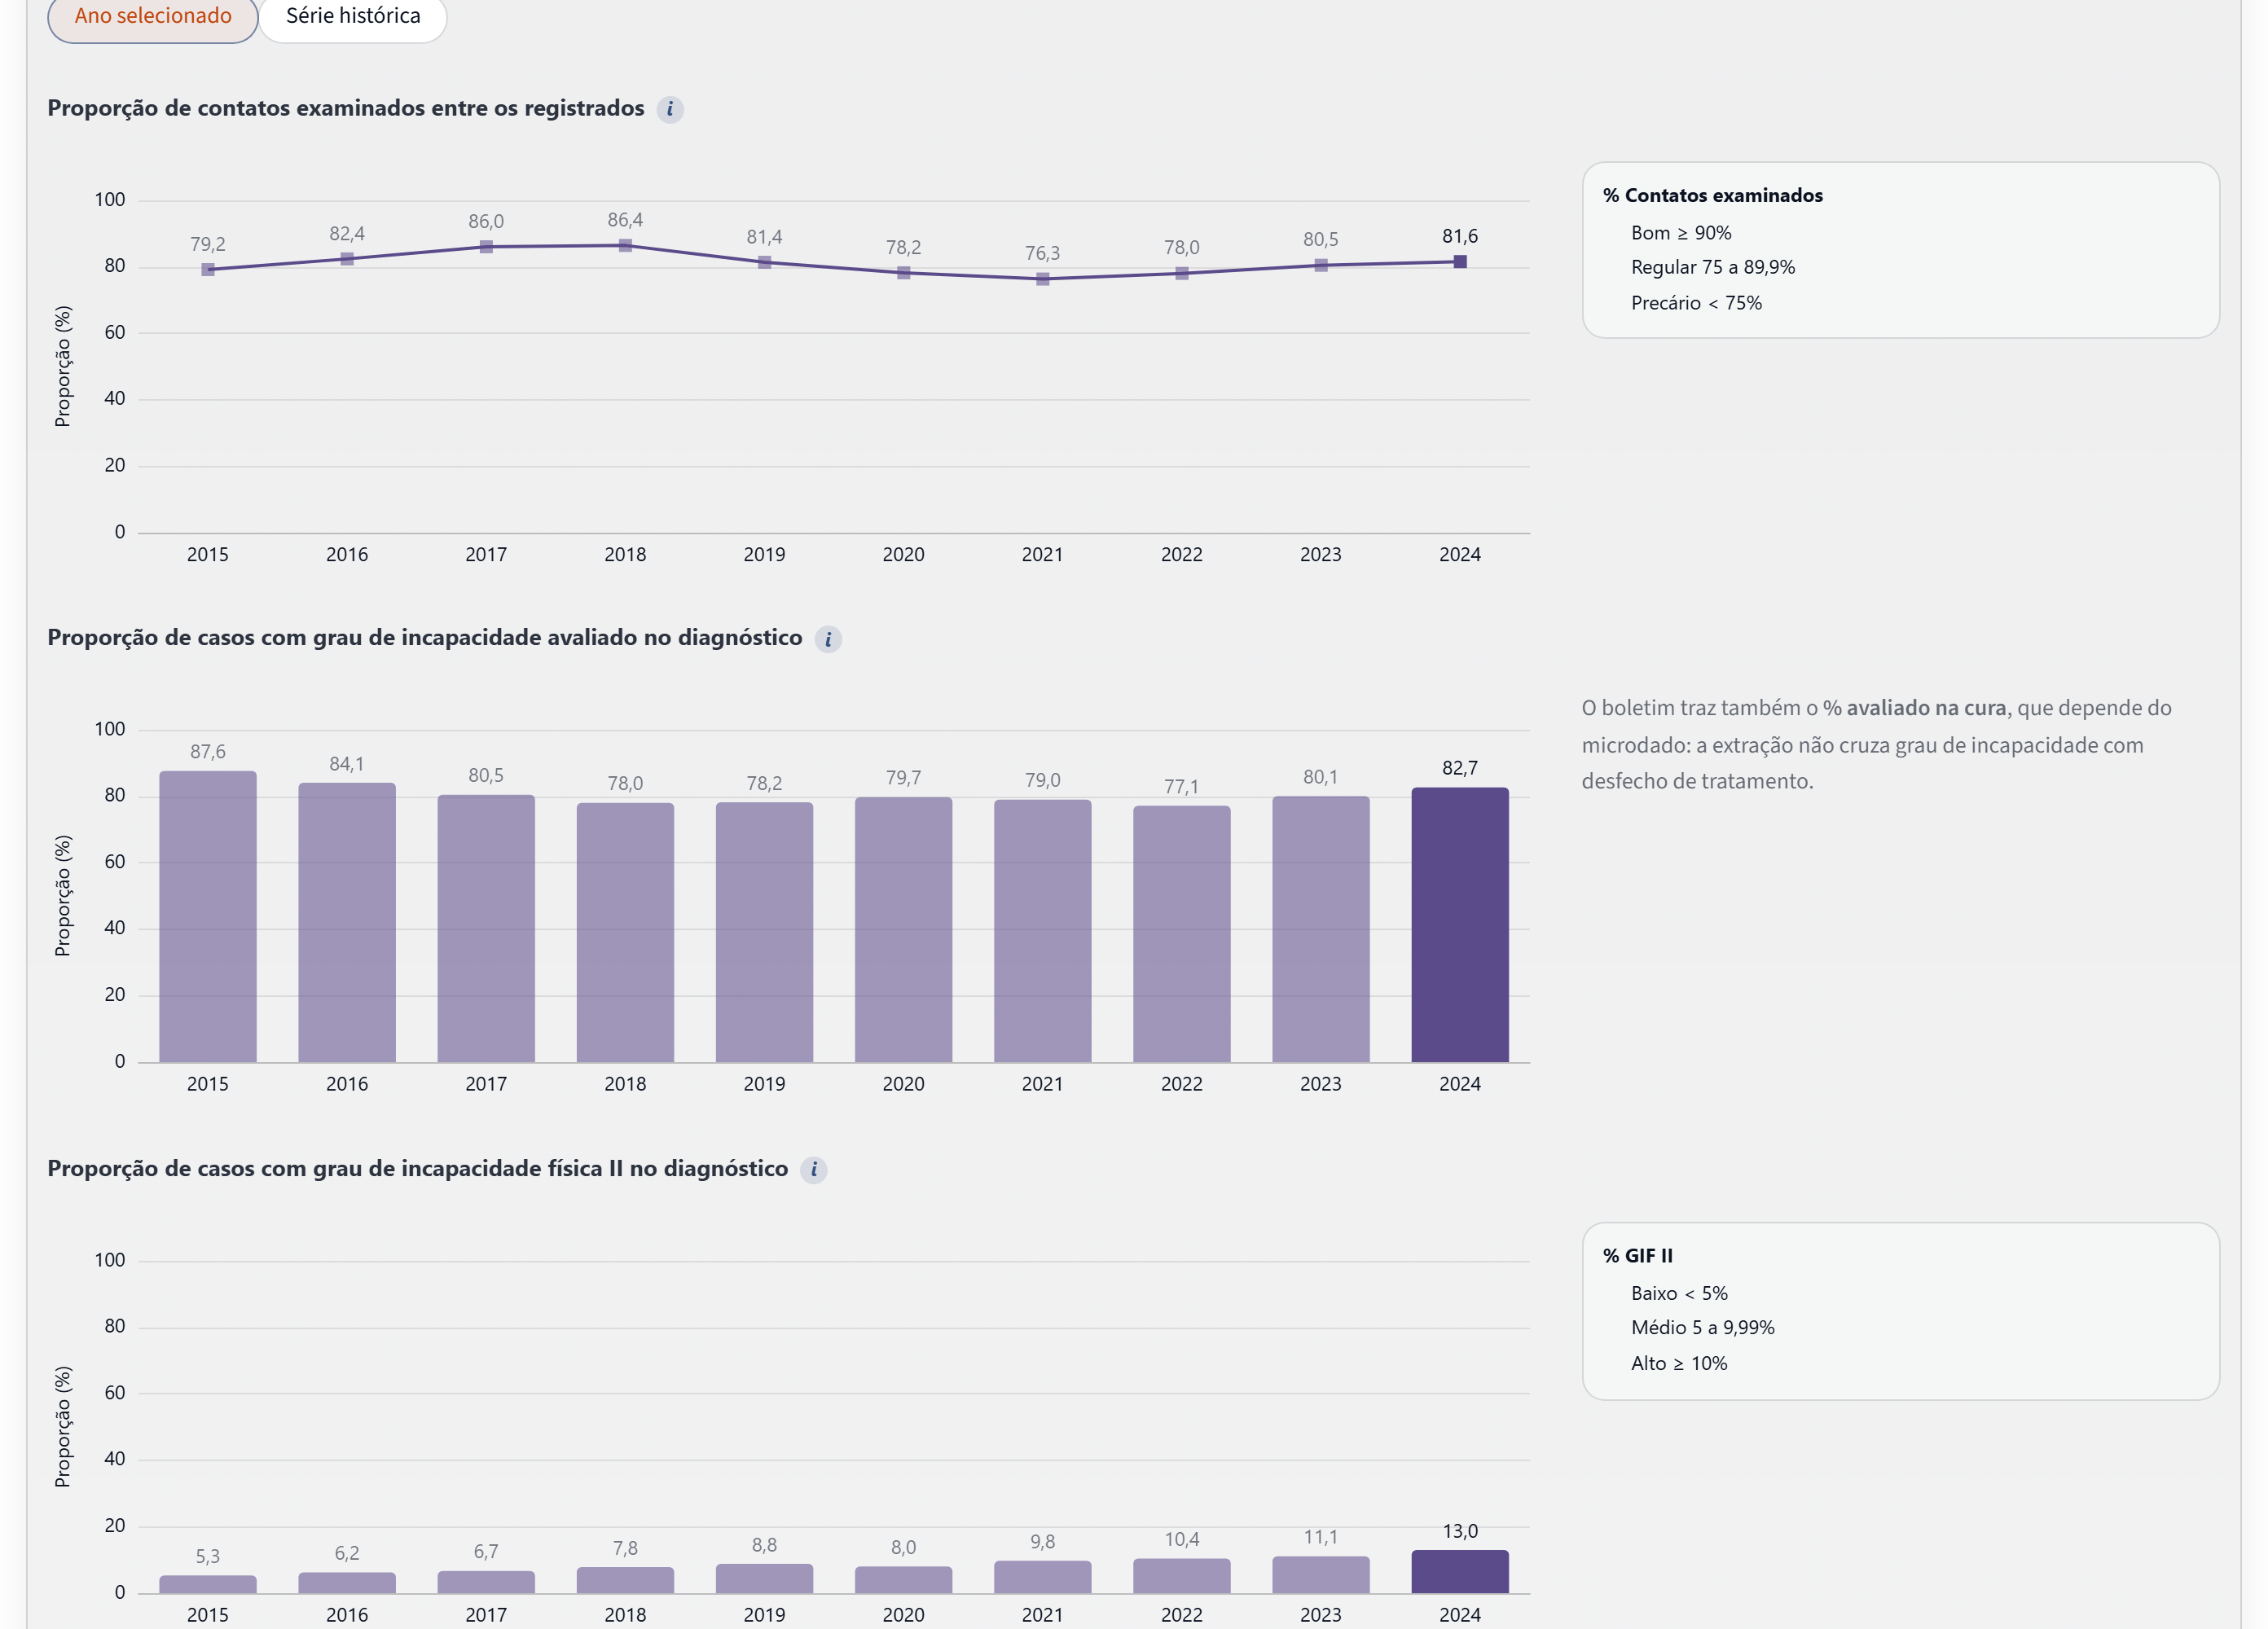 Ano selecionado
Série histórica
Proporção de contatos examinados entre os registrados i
Proporção (%)
100
80
60
40
20
0
79,2
82,4
86,0
86,4
81,4
78,2
76,3
78,0
80,5
81,6
2015 2016 2017 2018 2019 2020 2021 2022 2023 2024
% Contatos examinados
Bom ≥ 90%
Regular 75 a 89,9%
Precário < 75%
Proporção de casos com grau de incapacidade avaliado no diagnóstico i
Proporção (%)
100
80
60
40
20
0
87,6
84,1
80,5
78,0
78,2
79,7
79,0
77,1
80,1
82,7
2015 2016 2017 2018 2019 2020 2021 2022 2023 2024
O boletim traz também o % avaliado na cura, que depende do
microdado: a extração não cruza grau de incapacidade com
desfecho de tratamento.
Proporção de casos com grau de incapacidade física II no diagnóstico i
Proporção (%)
100
80
60
40
20
0
5,3
6,2
6,7
7,8
8,8
8,0
9,8
10,4
11,1
13,0
2015 2016 2017 2018 2019 2020 2021 2022 2023 2024
% GIF II
Baixo < 5%
Médio 5 a 9,99%
Alto ≥ 10%